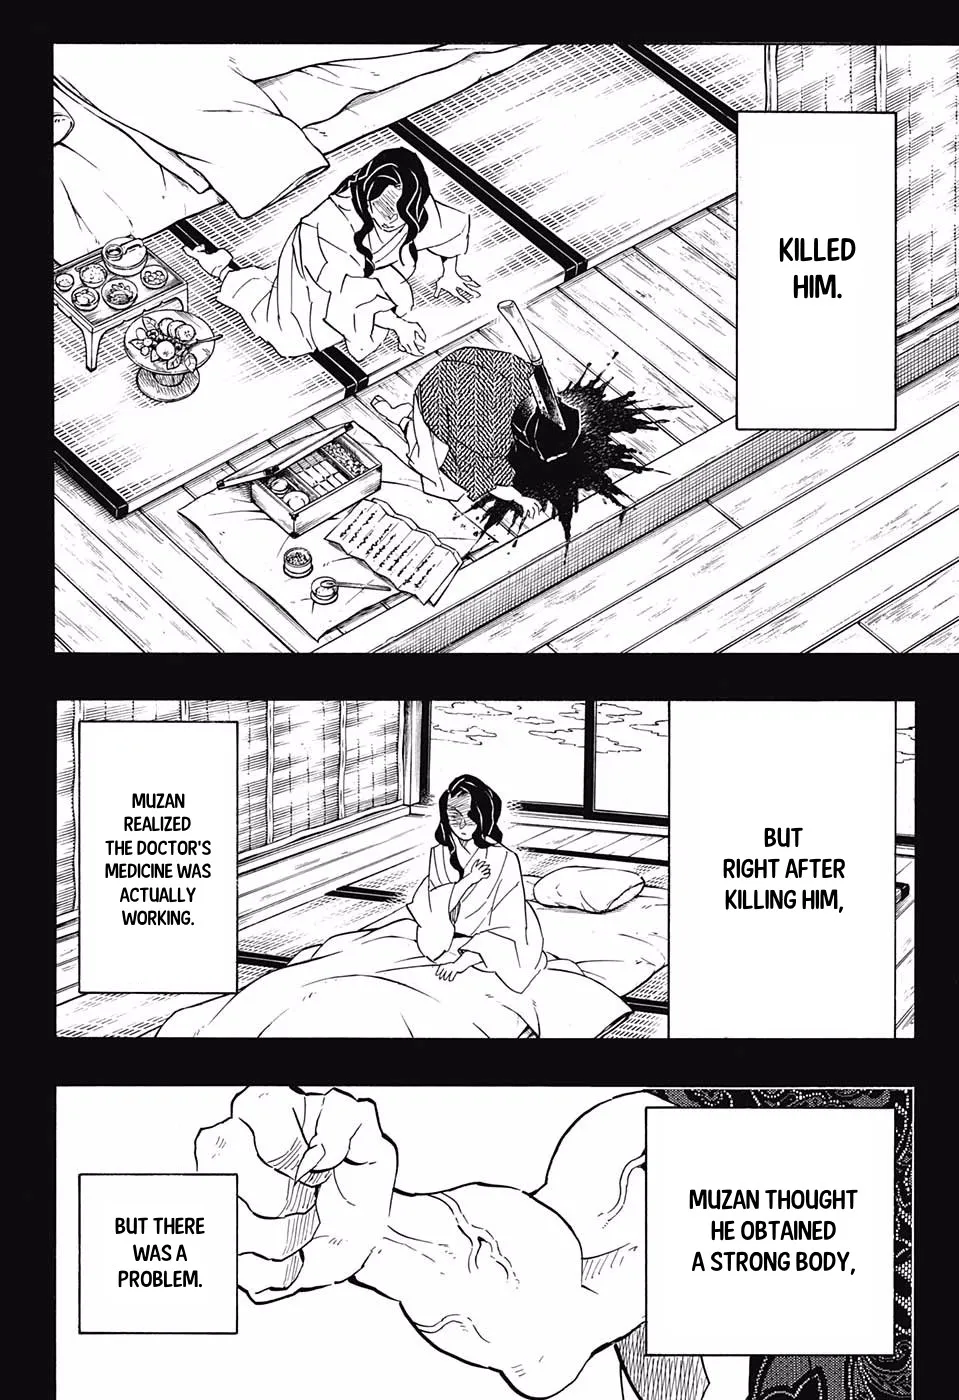 KILLED
HIM.
BUT
RIGHT AFTER
KILLING HIM,
MUZAN
REALIZED
THE DOCTOR'S
MEDICINE WAS
ACTUALLY
WORKING.
MUZAN THOUGHT
HE OBTAINED
A STRONG BODY,
BUT THERE
WAS A
PROBLEM.